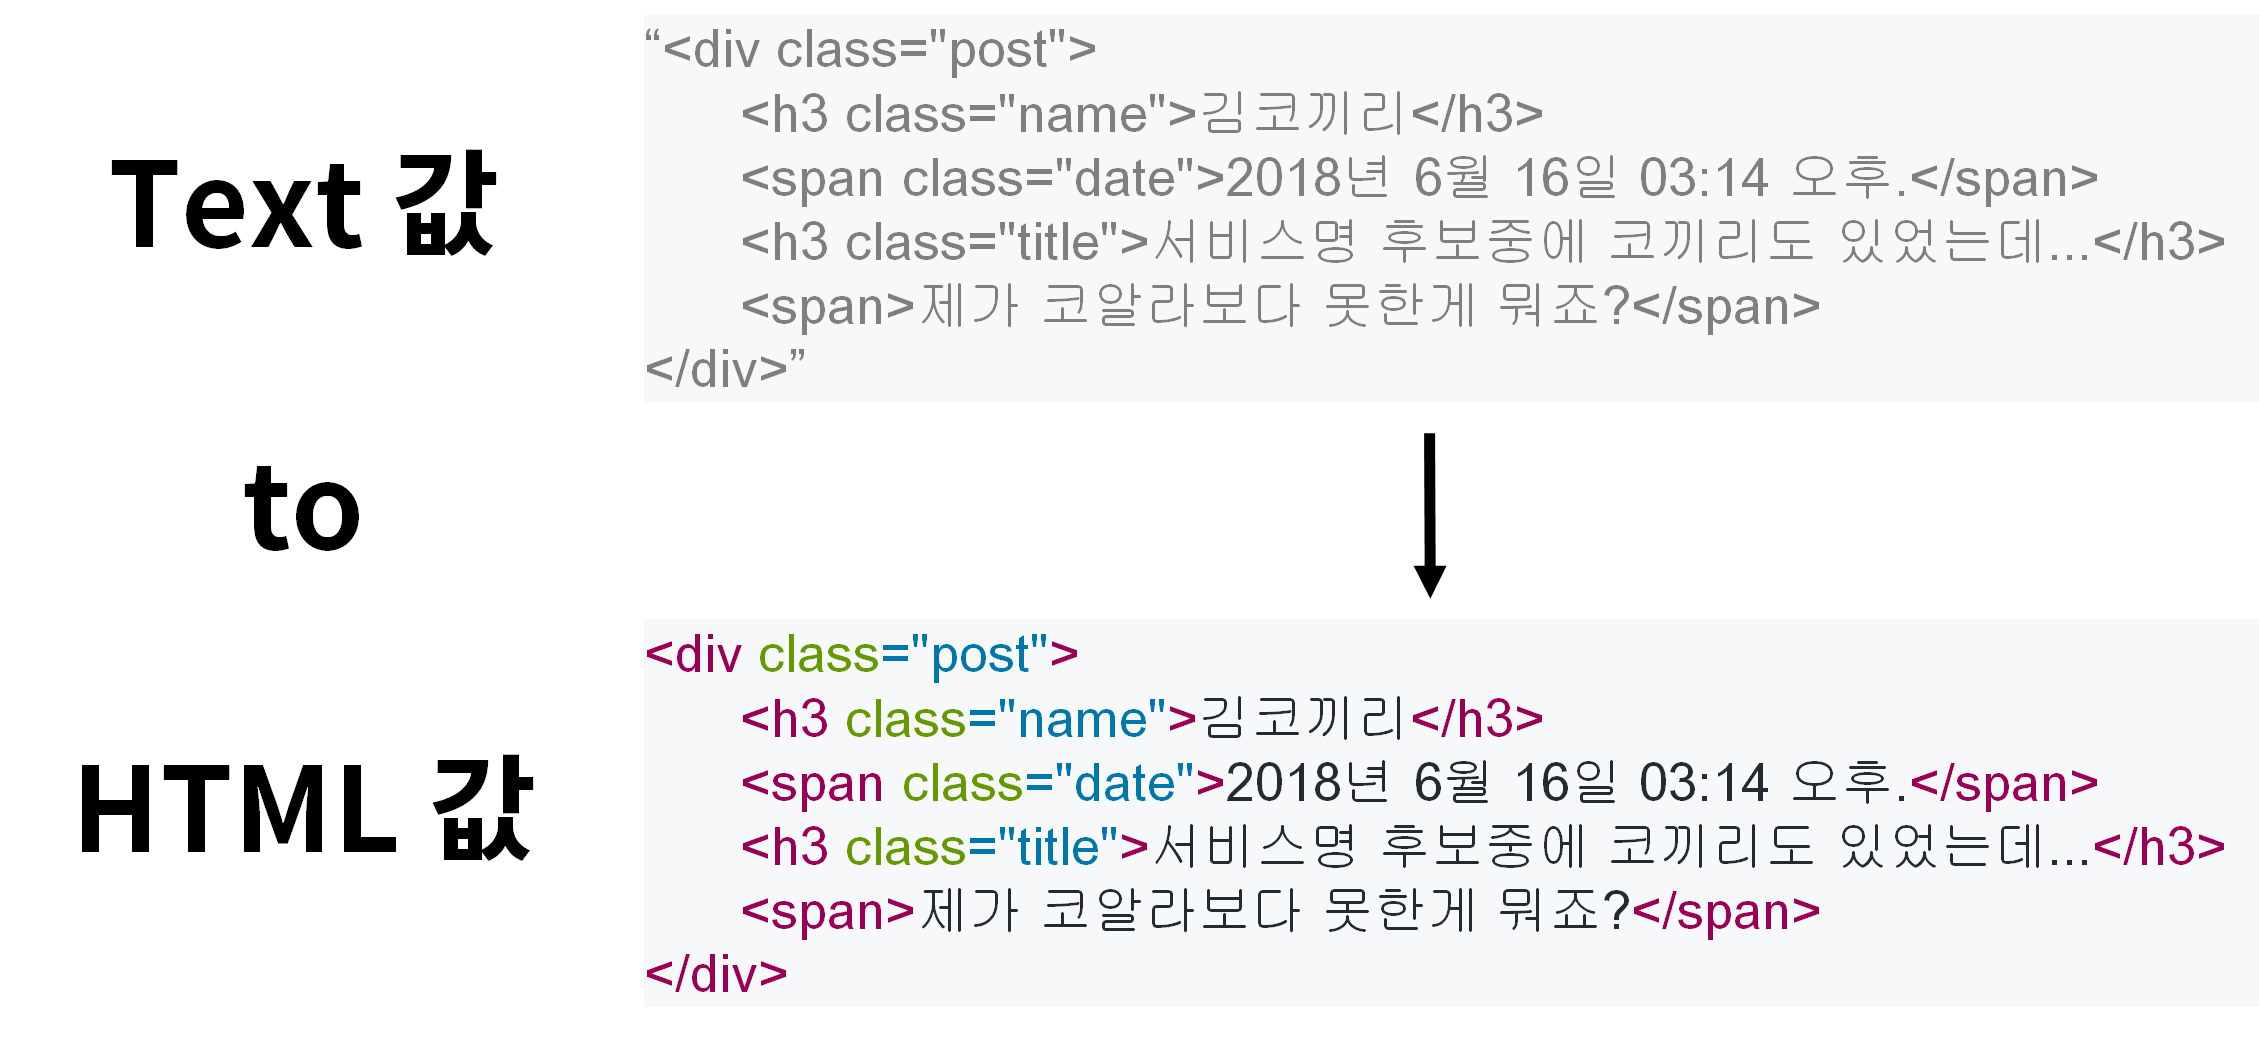 Text 값
“<div class="post">
<h3 class="name">김코끼리</h3>
<span class="date">2018년 6월 16일 03:14 오후.</span>
<h3 class="title">서비스명 후보중에 코끼리도 있었는데...</h3>
<span>제가 코알라보다 못한게 뭐죠?</span>
</div>”
to
HTML 값
<div class="post">
<h3 class="name">김코끼리</h3>
<span class="date">2018년 6월 16일 03:14 오후.</span>
<h3 class="title">서비스명 후보중에 코끼리도 있었는데...</h3>
<span>제가 코알라보다 못한게 뭐죠?</span>
</div>